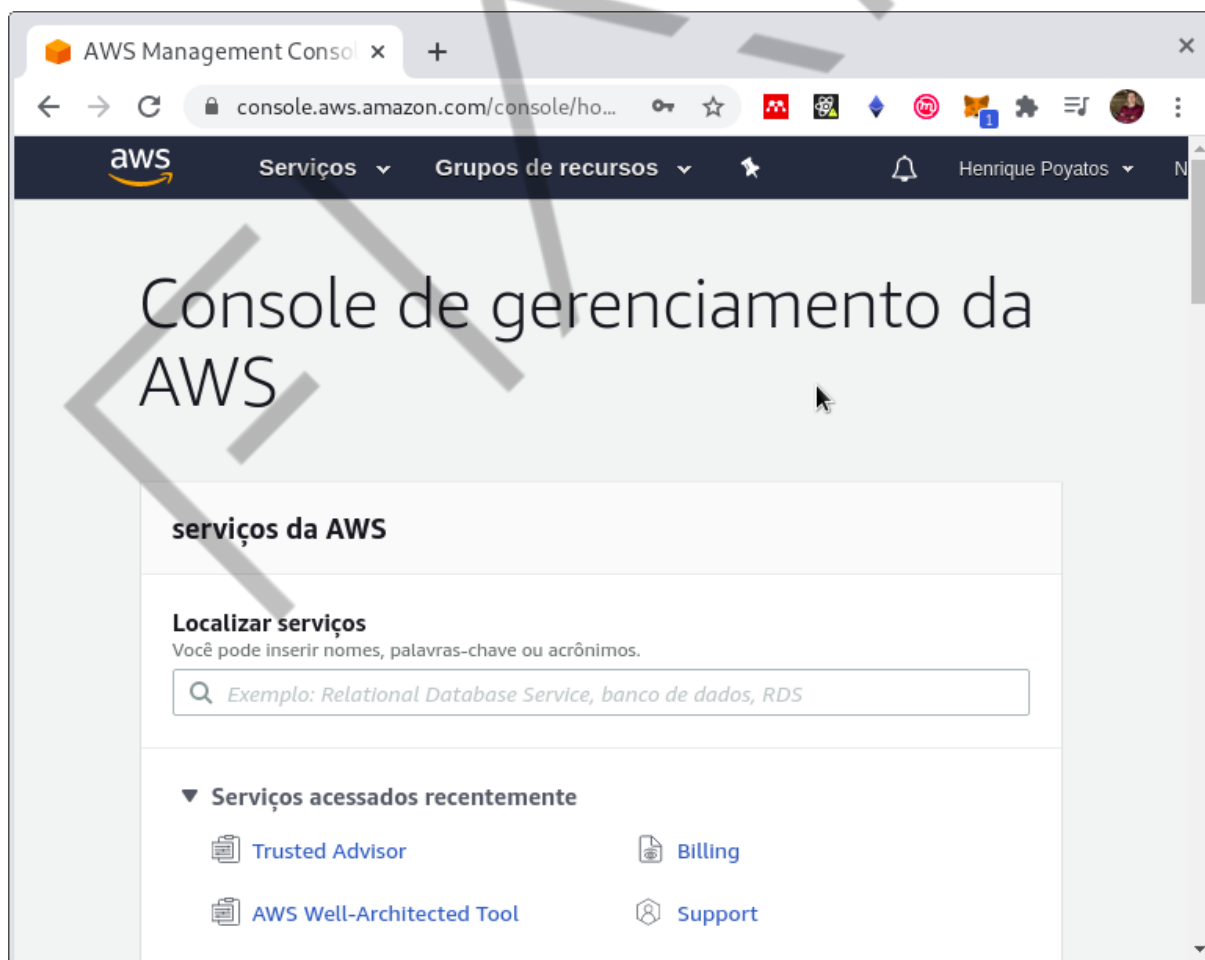 AWS Management Consol
console.aws.amazon.com/console/ho...
1
aws
Serviços
Grupos de recursos
Henrique Poyatos
N
Console de gerenciamento da
AWS
serviços da AWS
Localizar serviços
Você pode inserir nomes, palavras-chave ou acrônimos.
Exemplo: Relational Database Service, banco de dados, RDS
Serviços acessados recentemente
Trusted Advisor
Billing
AWS Well-Architected Tool
Support